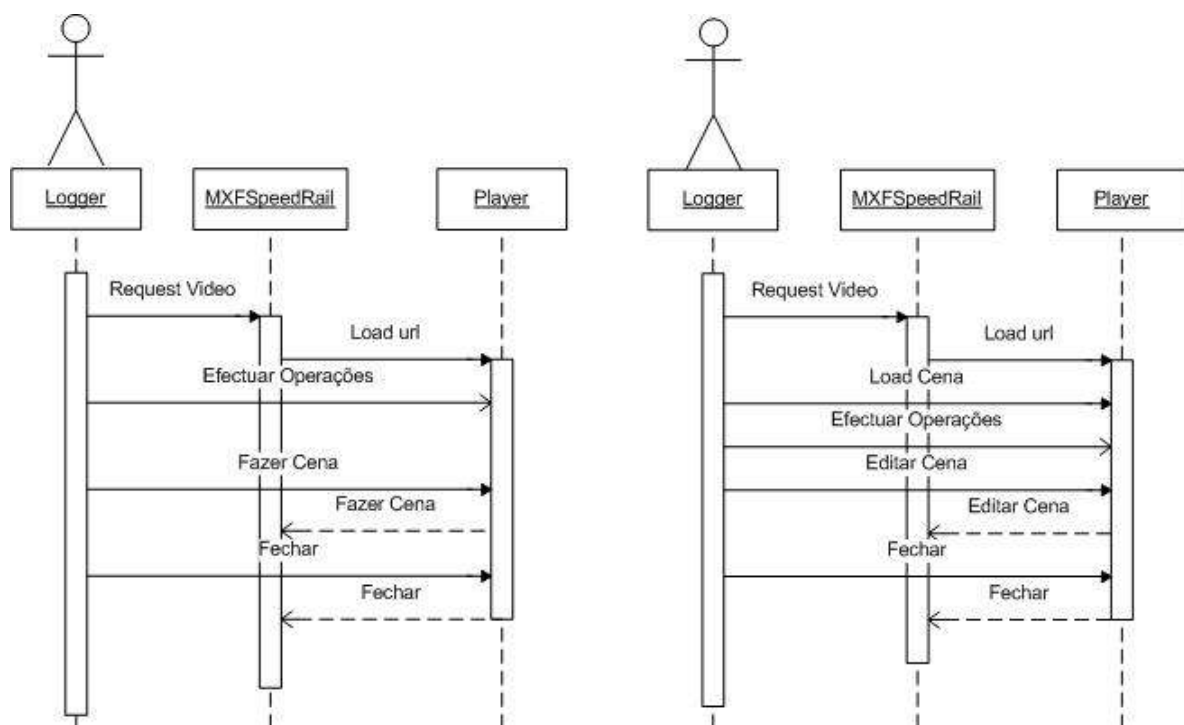 Logger
MXFSpeedRail
Player
Request Video
Load url
Efectuar Operações
Fazer Cena
Fazer Cena
Fechar
Fechar
Logger
MXFSpeedRail
Player
Request Video
Load url
Load Cena
Efectuar Operações
Editar Cena
Editar Cena
Fechar
Fechar